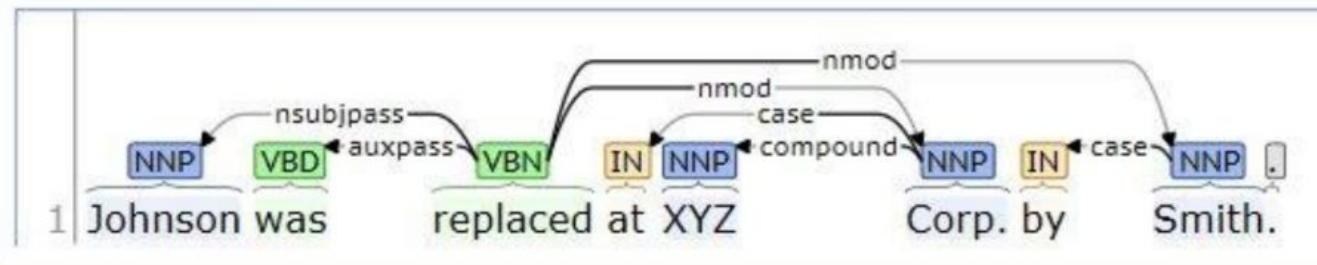 nmod
nmod
nsubjpass case
auxpass compound case
NNP VBD VBN IN NNP NNP IN NNP .
1 Johnson was replaced at XYZ Corp. by Smith.